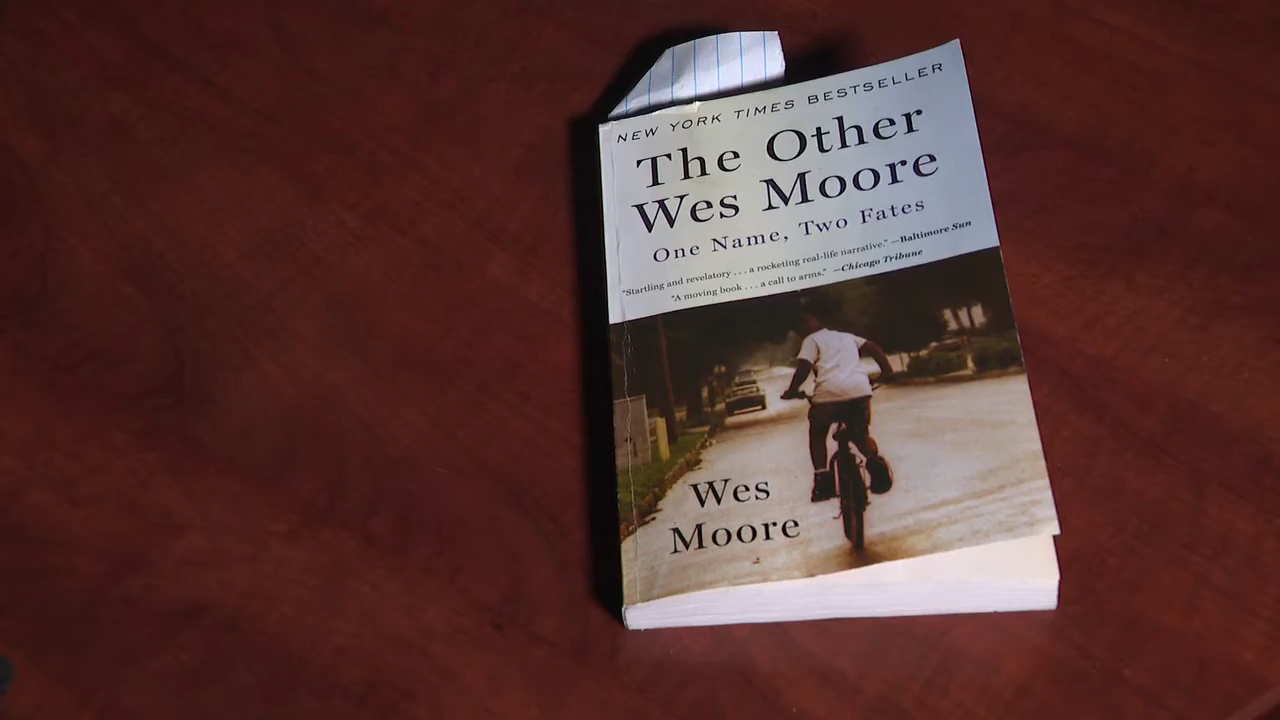 NEW YORK TIMES BESTSELLER
The Other
Wes Moore
One Name, Two Fates
"Startling and revelatory . . . a rocketing real-life narrative." —Baltimore Sun
"A moving book . . . a call to arms." —Chicago Tribune
Wes
Moore